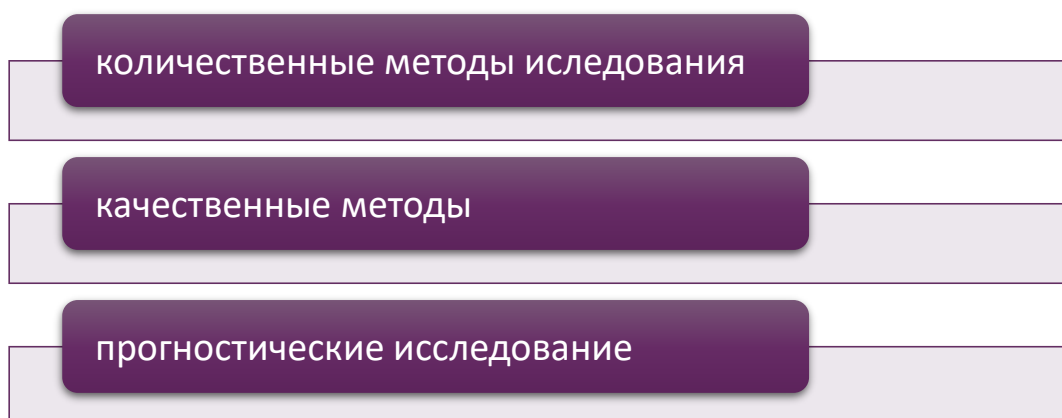 количественные методы иследования
качественные методы
прогностические исследование